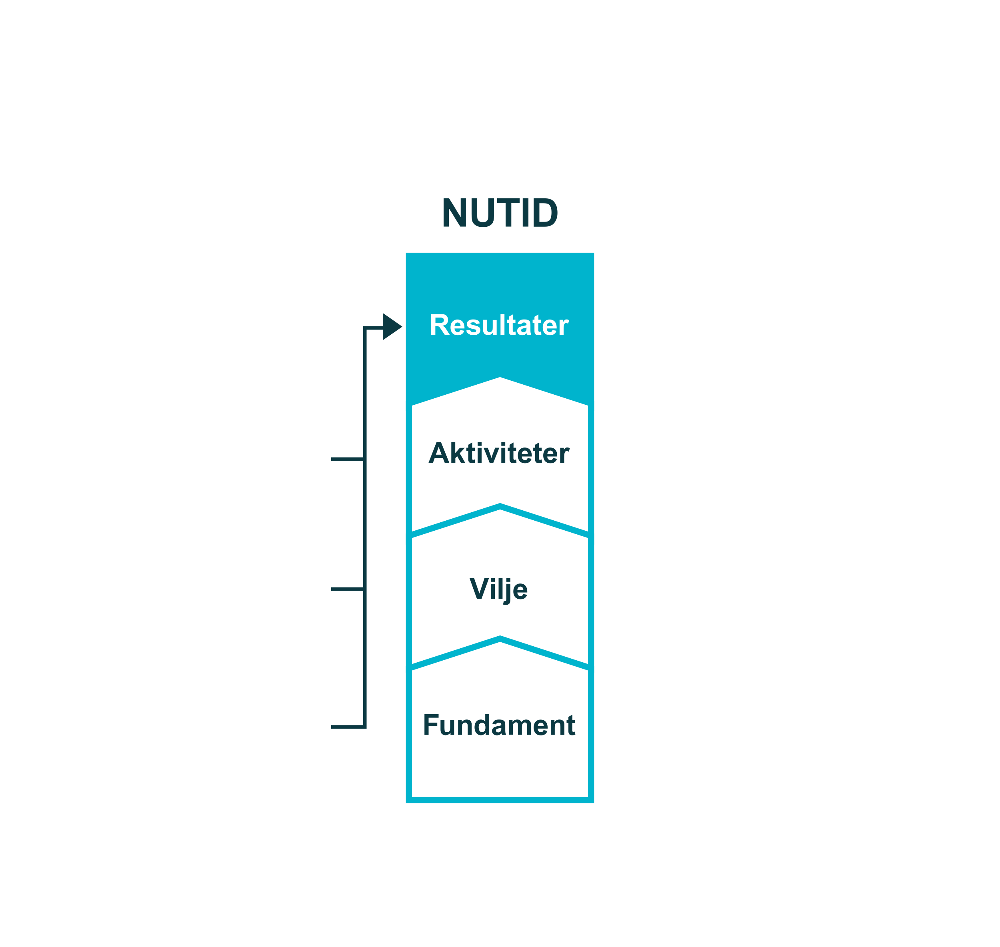 NUTID
Resultater
Aktiviteter
Vilje
Fundament